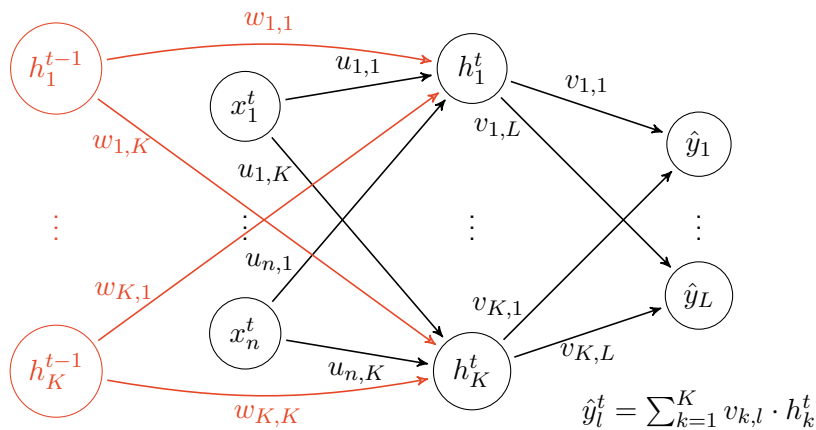 w_{1,1}
h_1^{t-1}
h_1^t
u_{1,1}
v_{1,1}
x_1^t
v_{1,L}
w_{1,K}
ŷ_1
u_{1,K}
⋮ ⋮ ⋮ ⋮
u_{n,1}
w_{K,1}
v_{K,1}
ŷ_L
x_n^t
h_K^{t-1}
h_K^t
u_{n,K}
v_{K,L}
w_{K,K}
ŷ_l^t = ∑_{k=1}^K v_{k,l} · h_k^t